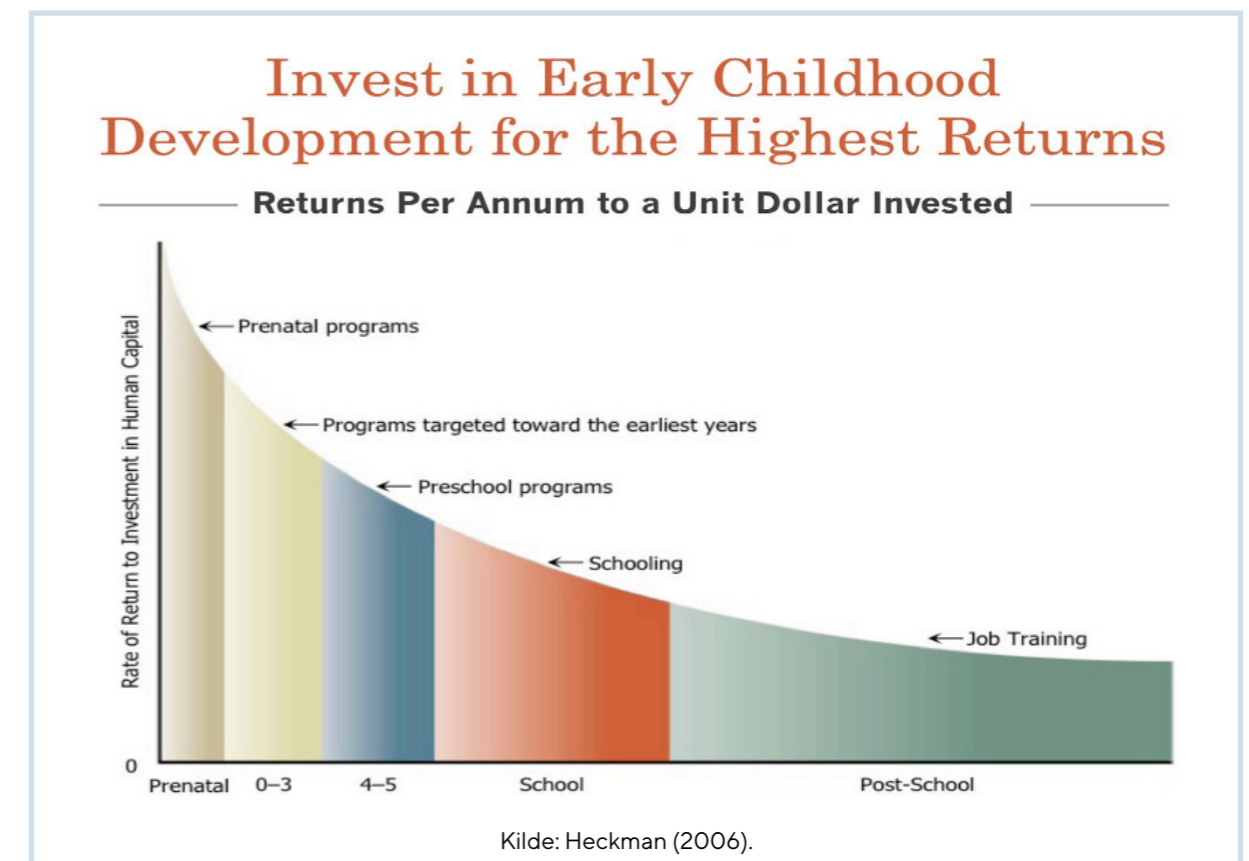 Invest in Early Childhood
Development for the Highest Returns
Returns Per Annum to a Unit Dollar Invested
Rate of Return to Investment in Human Capital
Prenatal programs
Programs targeted toward the earliest years
Preschool programs
Schooling
Job Training
0
Prenatal 0–3 4–5 School Post-School
Kilde: Heckman (2006).